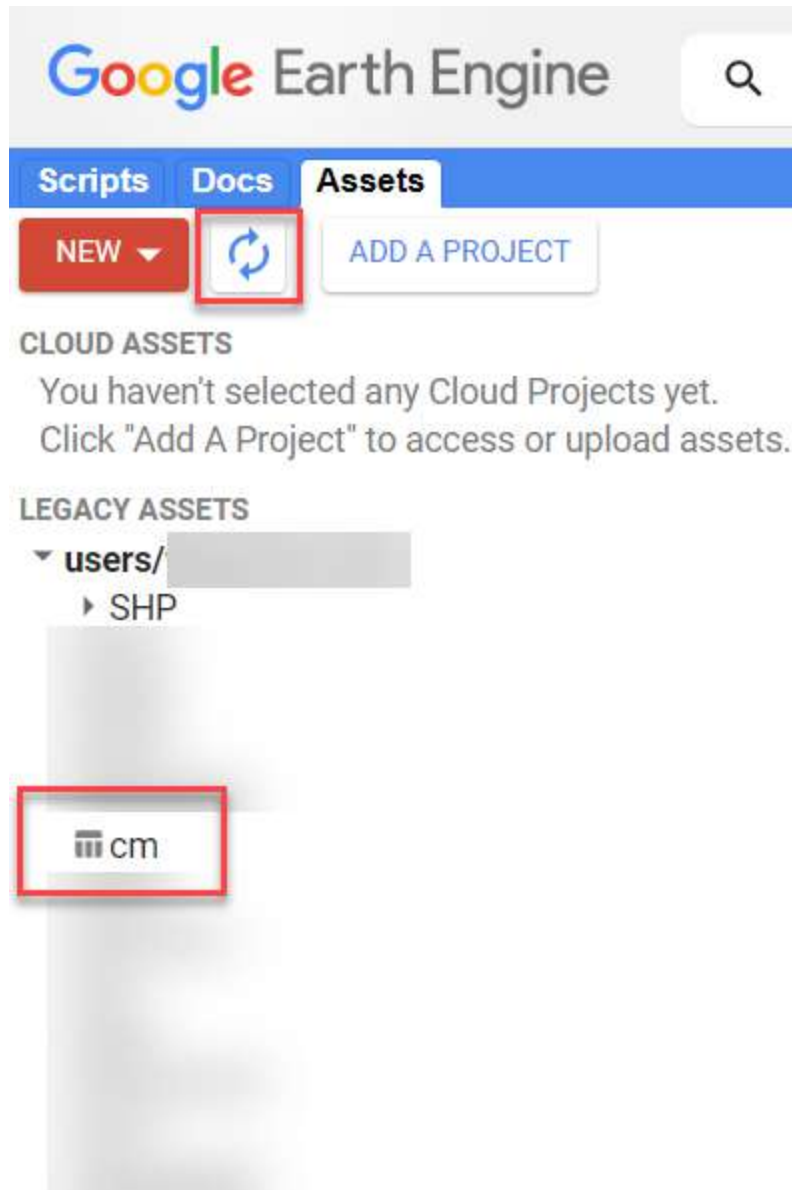 Google Earth Engine
Scripts Docs Assets
NEW ADD A PROJECT
CLOUD ASSETS
You haven't selected any Cloud Projects yet.
Click "Add A Project" to access or upload assets.
LEGACY ASSETS
users/
SHP
cm